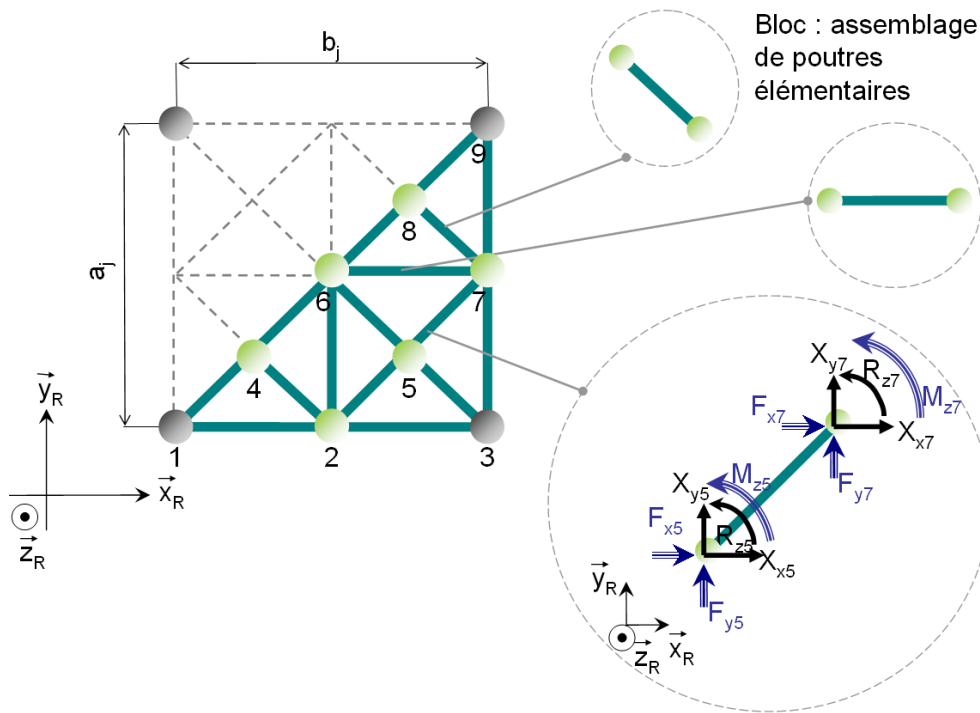 Bloc : assemblage
de poutres
élémentaires
b_j
a_j
9
8
6
7
4
5
1
2
3
y_R
x_R
z_R
X_y7
R_z7
M_z7
F_x7
X_x7
F_y7
X_y5
M_z5
F_x5
R_z5
X_x5
F_y5
y_R
x_R
z_R